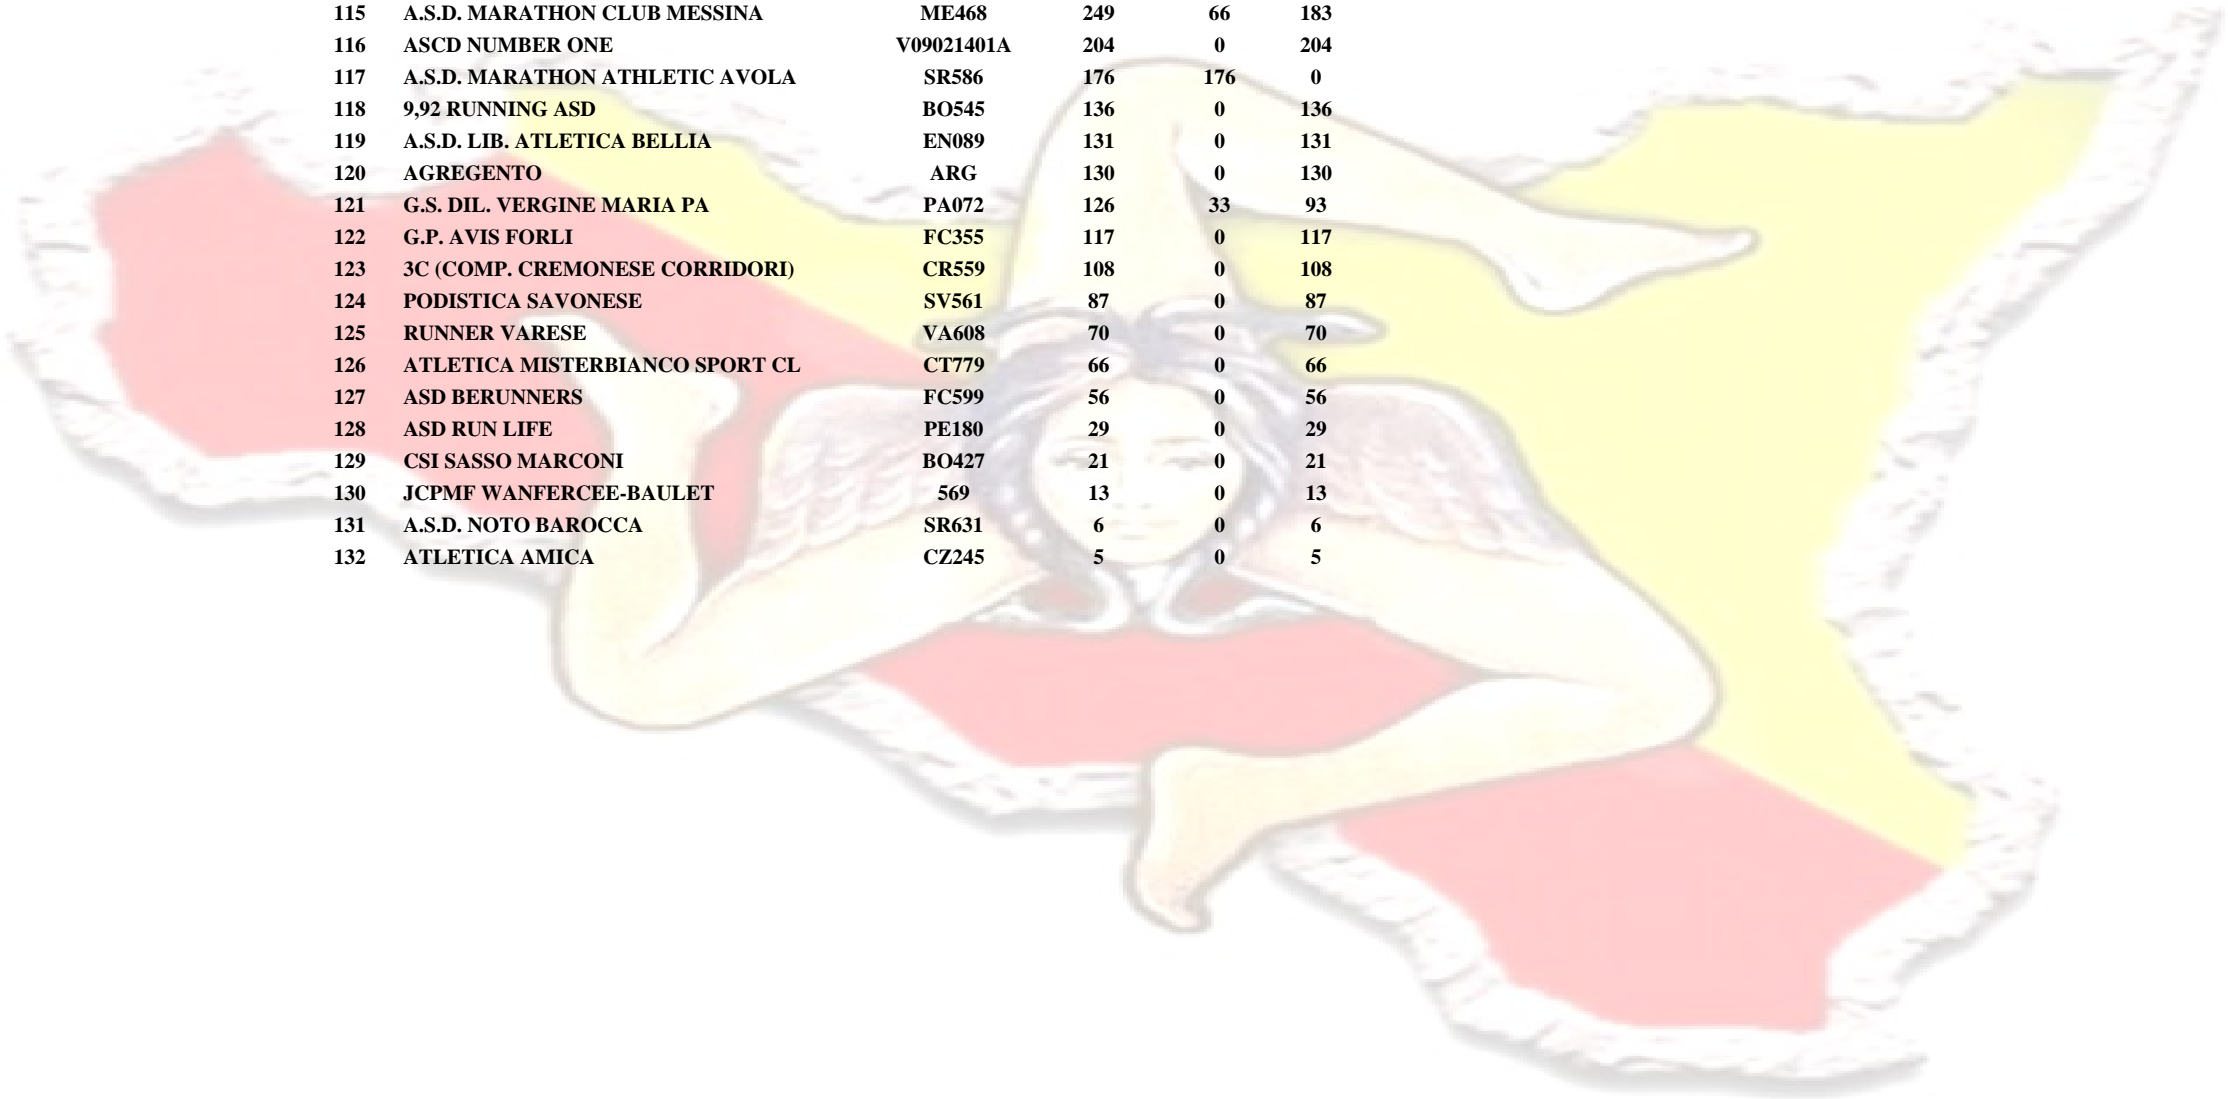 115 A.S.D. MARATHON CLUB MESSINA ME468 249 66 183
116 ASCD NUMBER ONE V09021401A 204 0 204
117 A.S.D. MARATHON ATHLETIC AVOLA SR586 176 176 0
118 9,92 RUNNING ASD BO545 136 0 136
119 A.S.D. LIB. ATLETICA BELLIA EN089 131 0 131
120 AGREGENTO ARG 130 0 130
121 G.S. DIL. VERGINE MARIA PA PA072 126 33 93
122 G.P. AVIS FORLI FC355 117 0 117
123 3C (COMP. CREMONESE CORRIDORI) CR559 108 0 108
124 PODISTICA SAVONESE SV561 87 0 87
125 RUNNER VARESE VA608 70 0 70
126 ATLETICA MISTERBIANCO SPORT CL CT779 66 0 66
127 ASD BERUNNERS FC599 56 0 56
128 ASD RUN LIFE PE180 29 0 29
129 CSI SASSO MARCONI BO427 21 0 21
130 JCPMF WANFERCEE-BAULET 569 13 0 13
131 A.S.D. NOTO BAROCCA SR631 6 0 6
132 ATLETICA AMICA CZ245 5 0 5